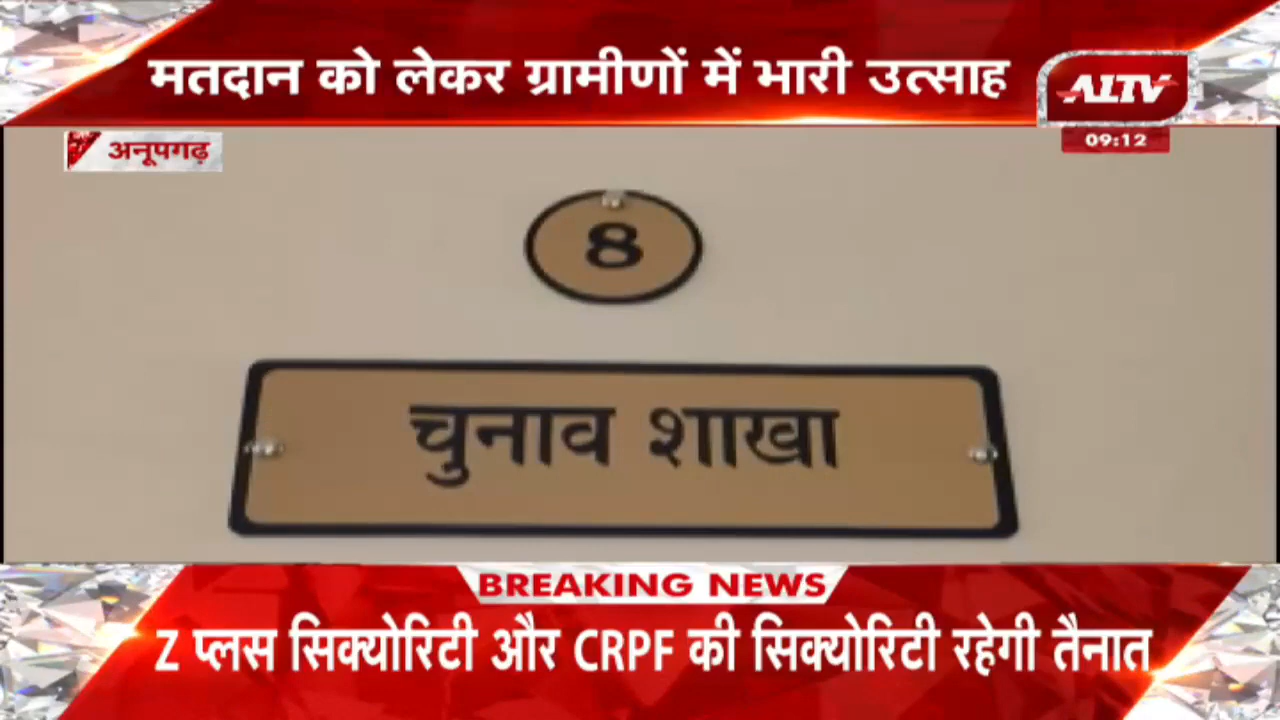 मतदान को लेकर ग्रामीणों में भारी उत्साह
ALTV
09:12
अनूपगढ़
8
चुनाव शाखा
BREAKING NEWS
Z प्लस सिक्योरिटी और CRPF की सिक्योरिटी रहेगी तैनात